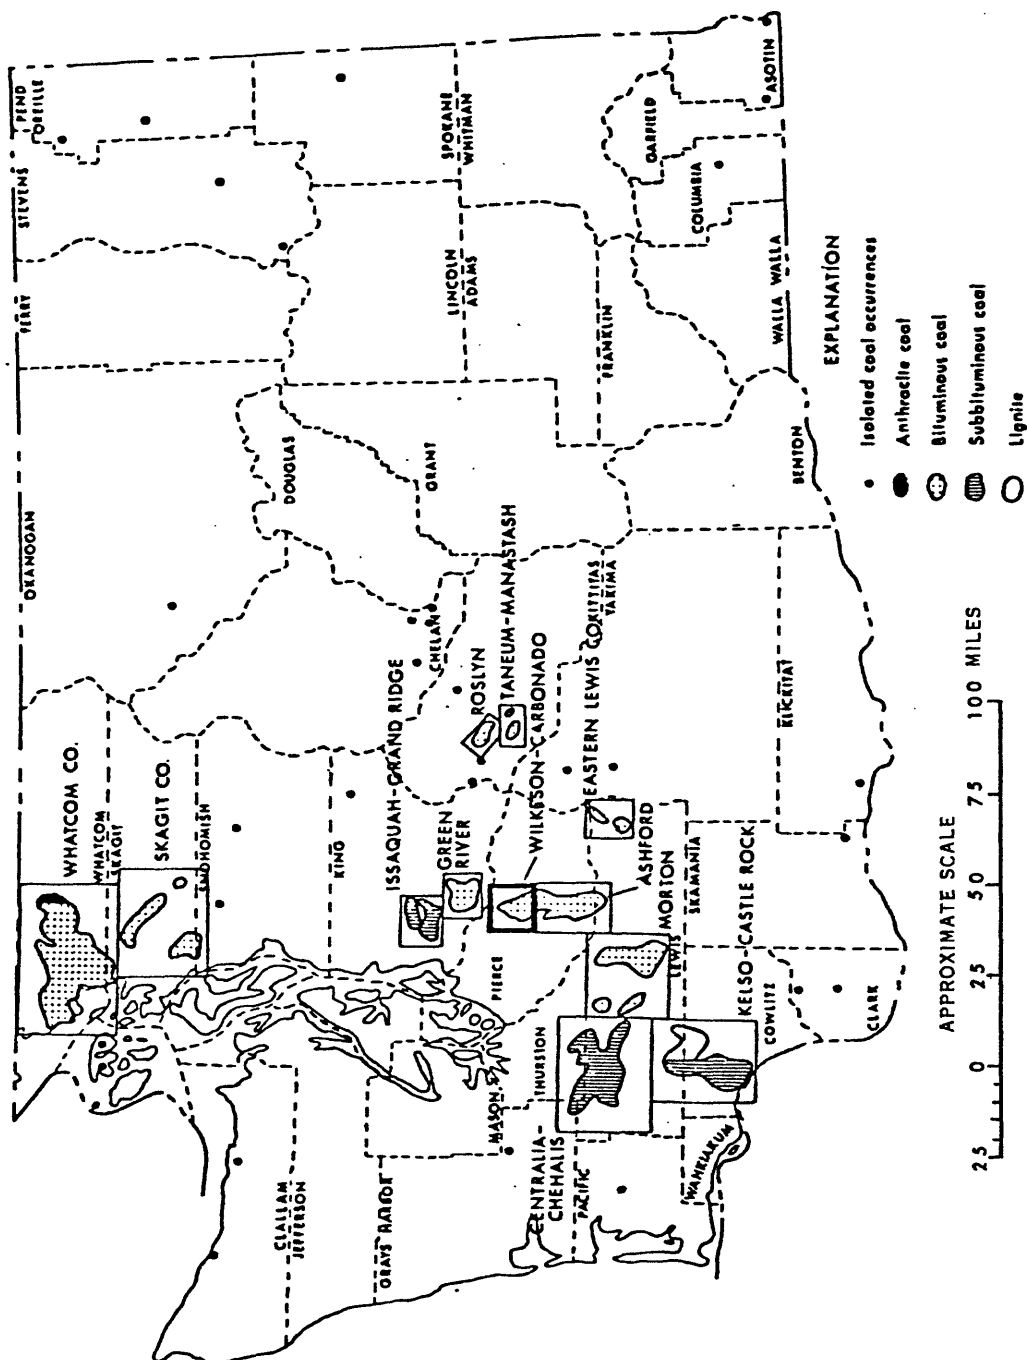 WHATCOM CO.
WHATCOM
SKAGIT
SKAGIT CO.
SNOHOMISH
OKANOGAN
FERRY
STEVENS
PEND
OREILLE
CLALLAM
JEFFERSON
KING
CHELAN
DOUGLAS
GRANT
LINCOLN
ADAMS
SPOKANE
WHITMAN
GRAYS HARBOR
MASON
PIERCE
ISSAQUAH-GRAND RIDGE
GREEN
RIVER
ROSLYN
TANEUM-MANASTASH
WILKESON-CARBONADO
EASTERN LEWIS CO.
KITTITAS
YAKIMA
FRANKLIN
GARFIELD
COLUMBIA
ASOTIN
WALLA WALLA
BENTON
KLICKITAT
ASHFORD
MORTON
LEWIS
SKAMANIA
THURSTON
CENTRALIA-
CHEHALIS
PACIFIC
WAHKIAKUM
KELSO-CASTLE ROCK
COWLITZ
CLARK
EXPLANATION
Isolated coal occurrences
Anthracite coal
Bituminous coal
Subbituminous coal
Lignite
APPROXIMATE SCALE
25 0 25 50 75 100 MILES